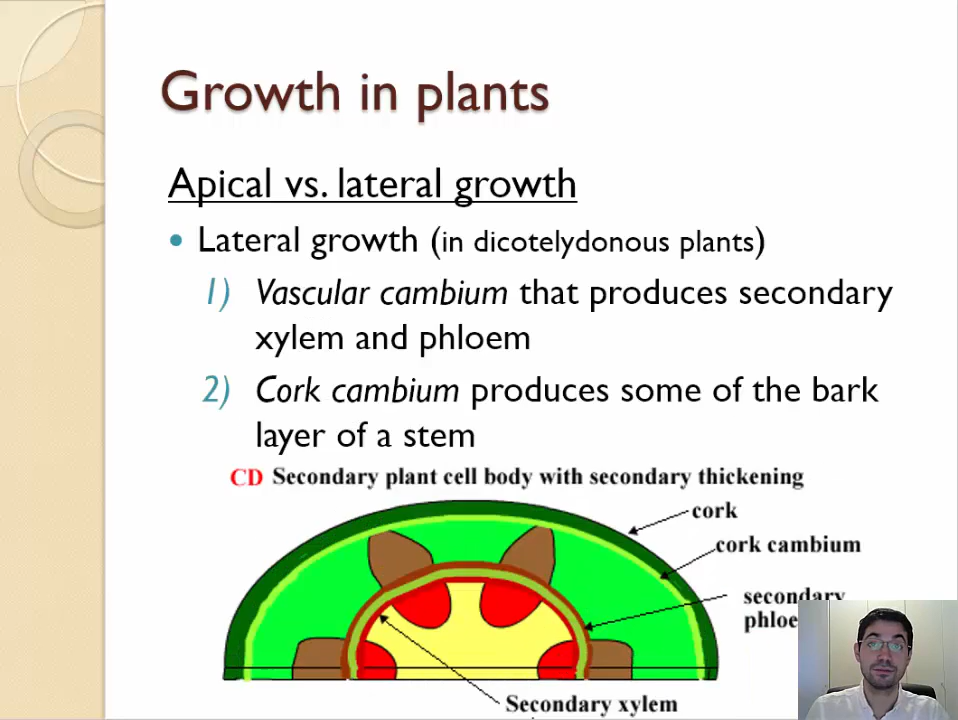 Growth in plants
Apical vs. lateral growth
• Lateral growth (in dicotelydonous plants)
1) Vascular cambium that produces secondary
xylem and phloem
2) Cork cambium produces some of the bark
layer of a stem
CD Secondary plant cell body with secondary thickening
cork
cork cambium
secondary
Secondary xylem